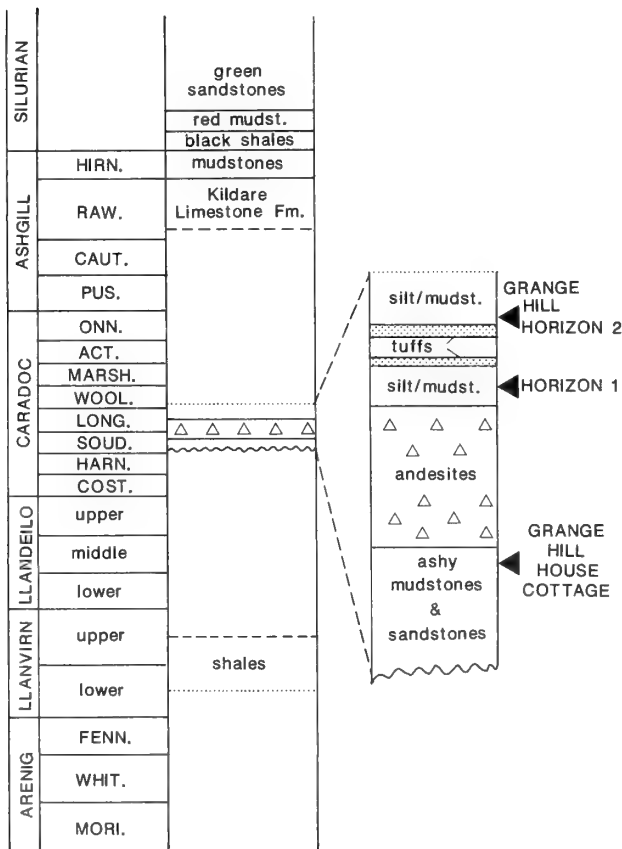 SILURIAN
green
sandstones
red mudst.
black shales
ASHGILL
HIRN.
mudstones
RAW.
Kildare
Limestone Fm.
CAUT.
PUS.
CARADOC
ONN.
ACT.
MARSH.
WOOL.
LONG.
SOUD.
HARN.
COST.
LLANDEILO
upper
middle
lower
LLANVIRN
upper
shales
lower
ARENIG
FENN.
WHIT.
MORI.
silt/mudst.
GRANGE
HILL
HORIZON 2
tuffs
silt/mudst.
HORIZON 1
andesites
ashy
mudstones
&
sandstones
GRANGE
HILL
HOUSE
COTTAGE